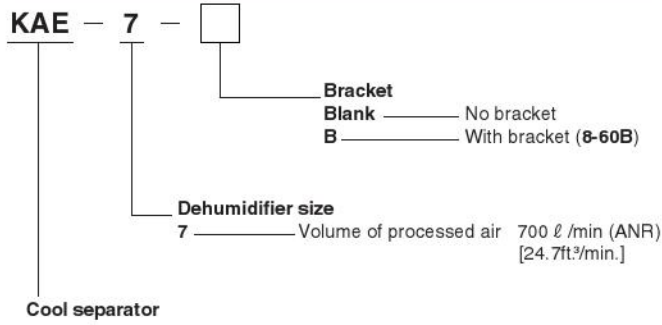 KAE – 7 – □
Bracket
Blank No bracket
B With bracket (8-60B)
Dehumidifier size
7 Volume of processed air 700 ℓ /min (ANR)
[24.7ft.³/min.]
Cool separator